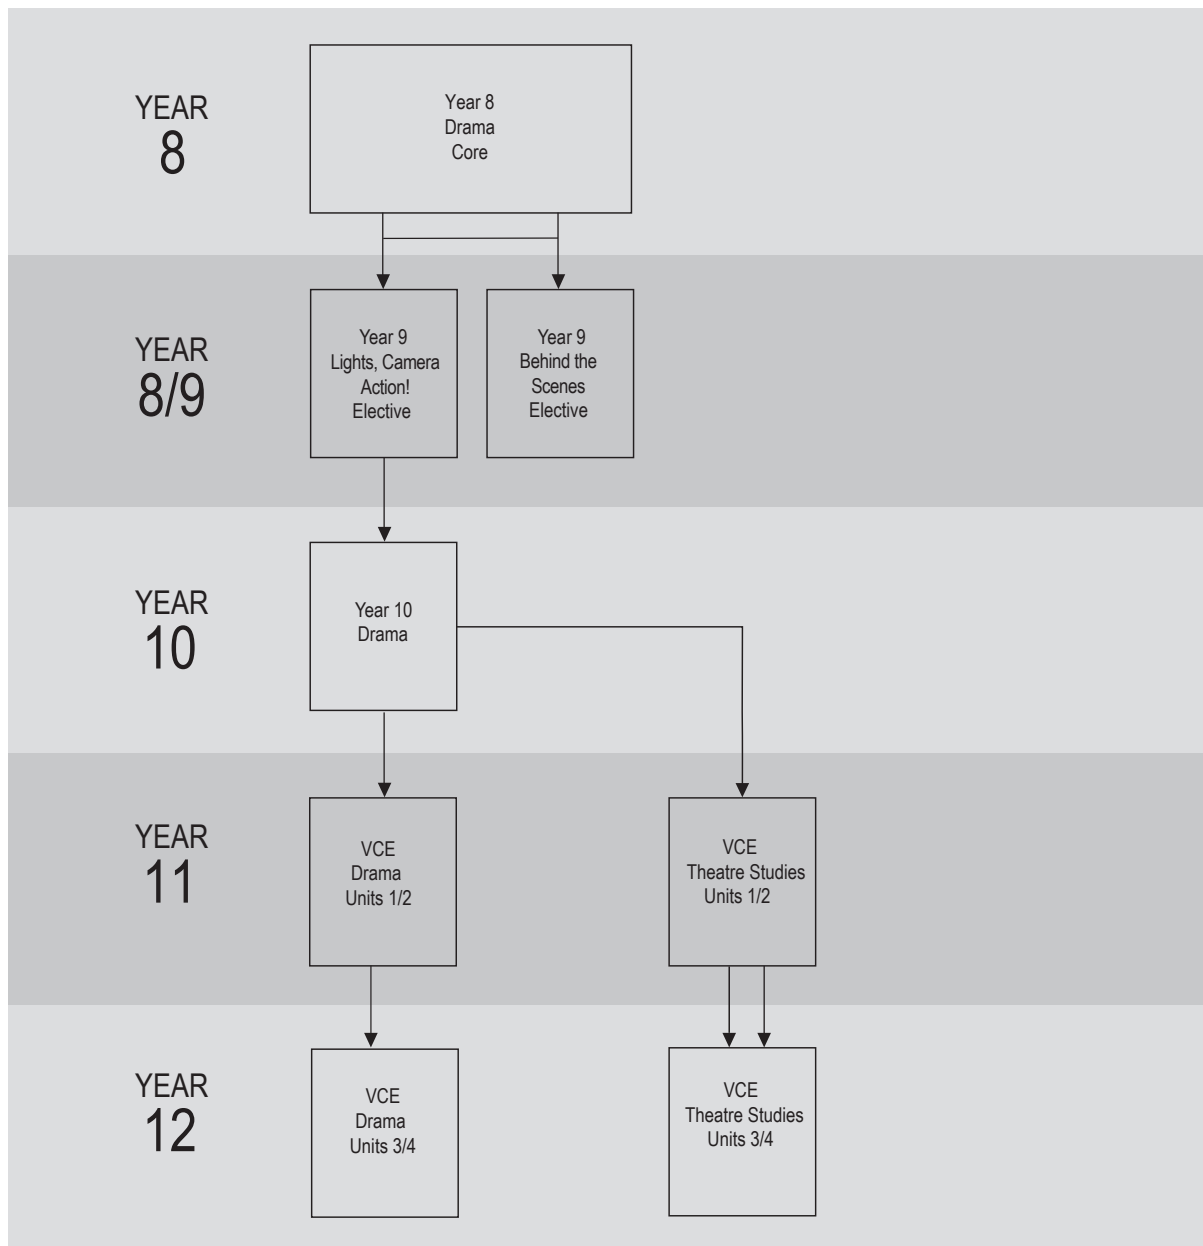 YEAR
8
Year 8
Drama
Core
YEAR
8/9
Year 9
Lights, Camera
Action!
Elective
Year 9
Behind the
Scenes
Elective
YEAR
10
Year 10
Drama
YEAR
11
VCE
Drama
Units 1/2
VCE
Theatre Studies
Units 1/2
YEAR
12
VCE
Drama
Units 3/4
VCE
Theatre Studies
Units 3/4